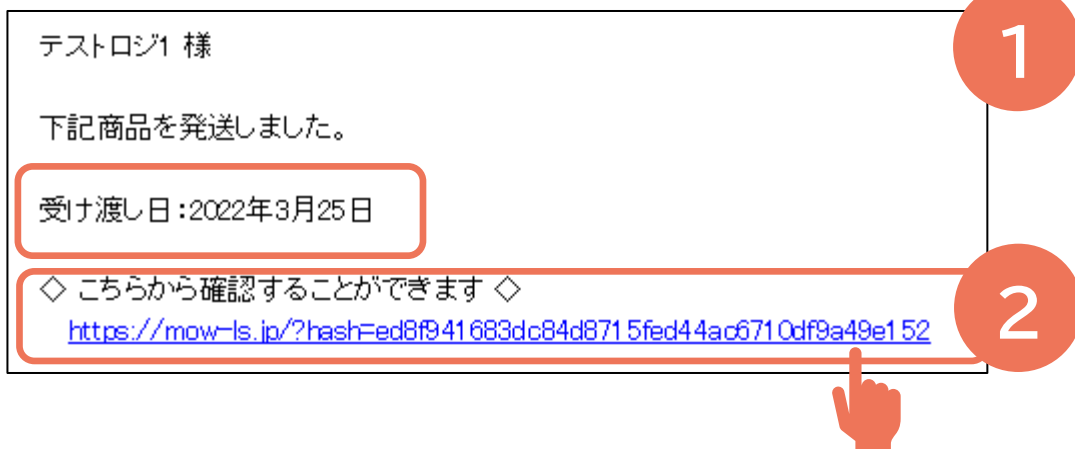 1
テストロジ1 様
下記商品を発送しました。
受け渡し日:2022年3月25日
◇ こちらから確認することができます ◇
https://mow-ls.jp/?hash=ed8f941683dc84d8715fed44ac6710df9a49e152
2